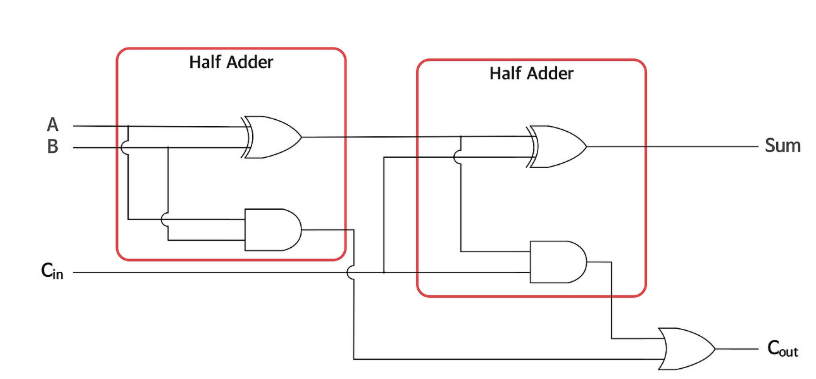 Half Adder
Half Adder
A
B
Sum
Cin
Cout